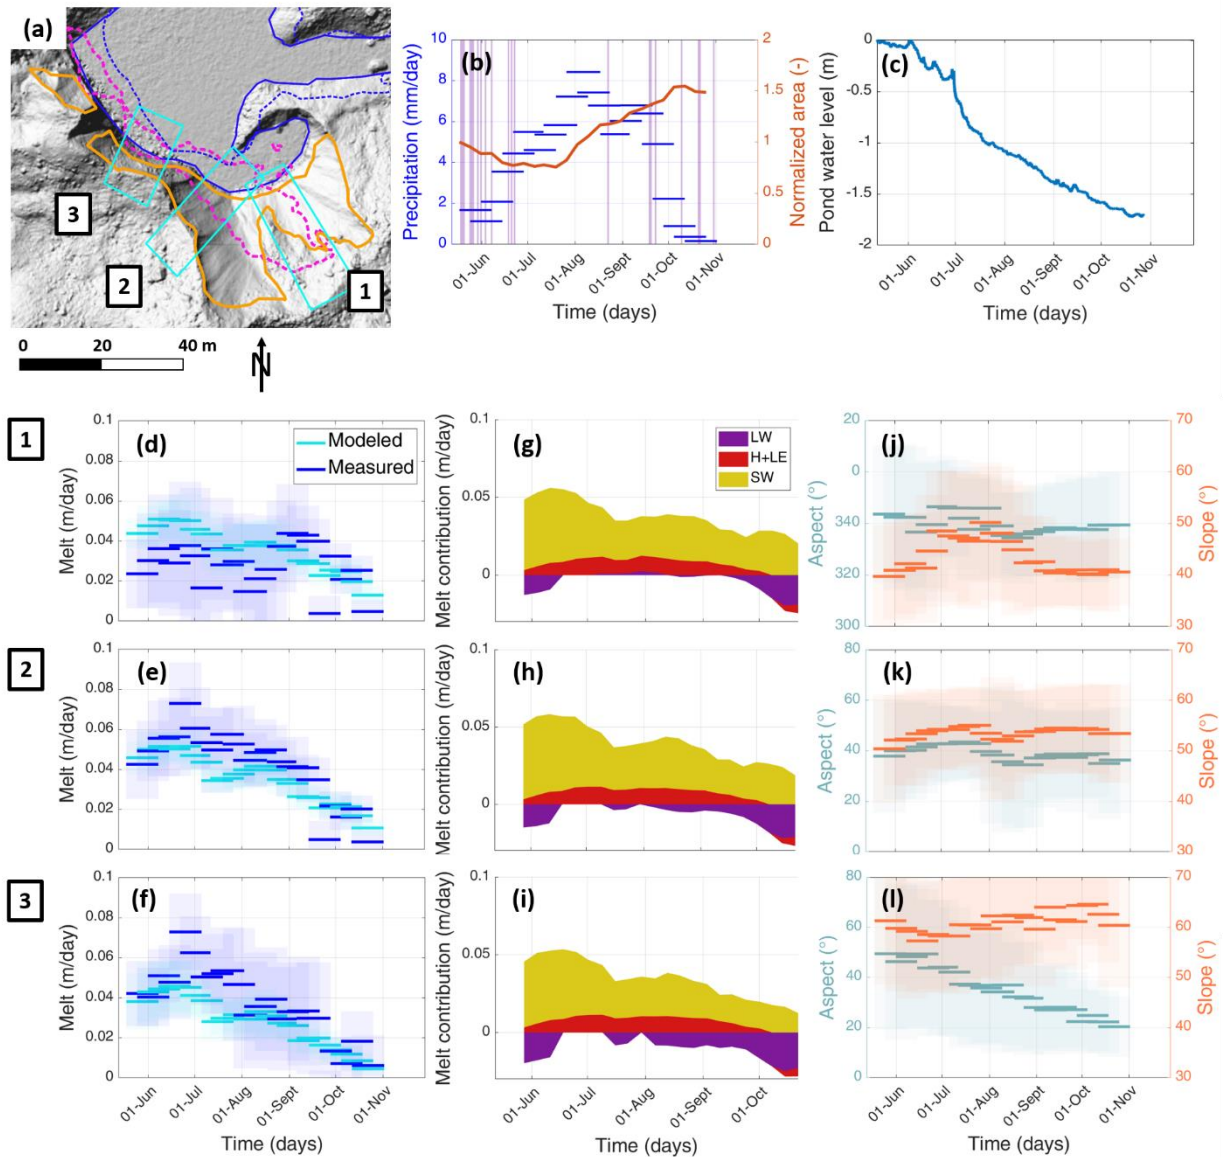 (a)
3
2
1
0 20 40 m
N
(b)
Precipitation (mm/day)
10
8
6
4
2
0
Normalized area (-)
2
1.5
1
0.5
0
01-Jun 01-Jul 01-Aug 01-Sept 01-Oct 01-Nov
Time (days)
(c)
Pond water level (m)
0
-0.5
-1
-1.5
-2
01-Jun 01-Jul 01-Aug 01-Sept 01-Oct 01-Nov
Time (days)
1
(d)
Modeled
Measured
Melt (m/day)
0.1
0.08
0.06
0.04
0.02
0
(g)
LW
H+LE
SW
Melt contribution (m/day)
0.1
0.05
0
(j)
Aspect (°)
20
0
340
320
300
Slope (°)
70
60
50
40
30
2
(e)
Melt (m/day)
0.1
0.08
0.06
0.04
0.02
0
(h)
Melt contribution (m/day)
0.1
0.05
0
(k)
Aspect (°)
80
60
40
20
0
Slope (°)
70
60
50
40
30
3
(f)
Melt (m/day)
0.1
0.08
0.06
0.04
0.02
0
01-Jun 01-Jul 01-Aug 01-Sept 01-Oct 01-Nov
Time (days)
(i)
Melt contribution (m/day)
0.1
0.05
0
01-Jun 01-Jul 01-Aug 01-Sept 01-Oct
Time (days)
(l)
Aspect (°)
80
60
40
20
0
Slope (°)
70
60
50
40
30
01-Jun 01-Jul 01-Aug 01-Sept 01-Oct 01-Nov
Time (days)